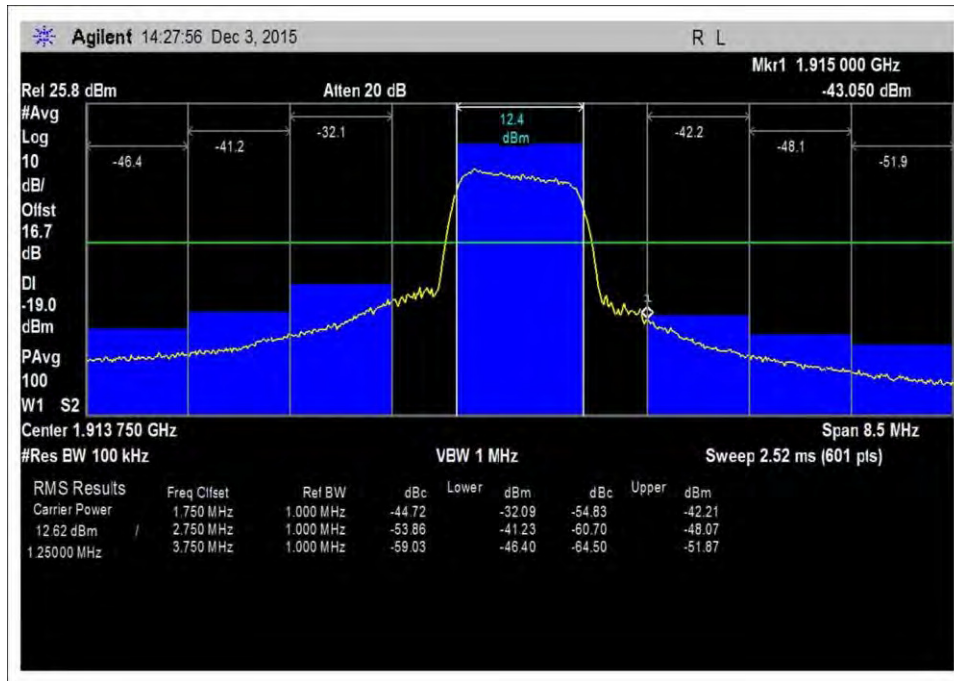 Agilent 14:27:56 Dec 3, 2015 R L
Mkr1 1.915 000 GHz
Ref 25.8 dBm Atten 20 dB -43.050 dBm
#Avg
Log
10
dB/
Offst
16.7
dB
DI
-19.0
dBm
PAvg
100
W1 S2
-46.4 -41.2 -32.1 12.4 -42.2 -48.1 -51.9
dBm
1
Center 1.913 750 GHz Span 8.5 MHz
#Res BW 100 kHz VBW 1 MHz Sweep 2.52 ms (601 pts)
RMS Results Freq Offset Ref BW dBc Lower dBm dBc Upper dBm
Carrier Power 1.750 MHz 1.000 MHz -44.72 -32.09 -54.83 -42.21
12.62 dBm / 2.750 MHz 1.000 MHz -53.86 -41.23 -60.70 -48.07
1.25000 MHz 3.750 MHz 1.000 MHz -59.03 -46.40 -64.50 -51.87